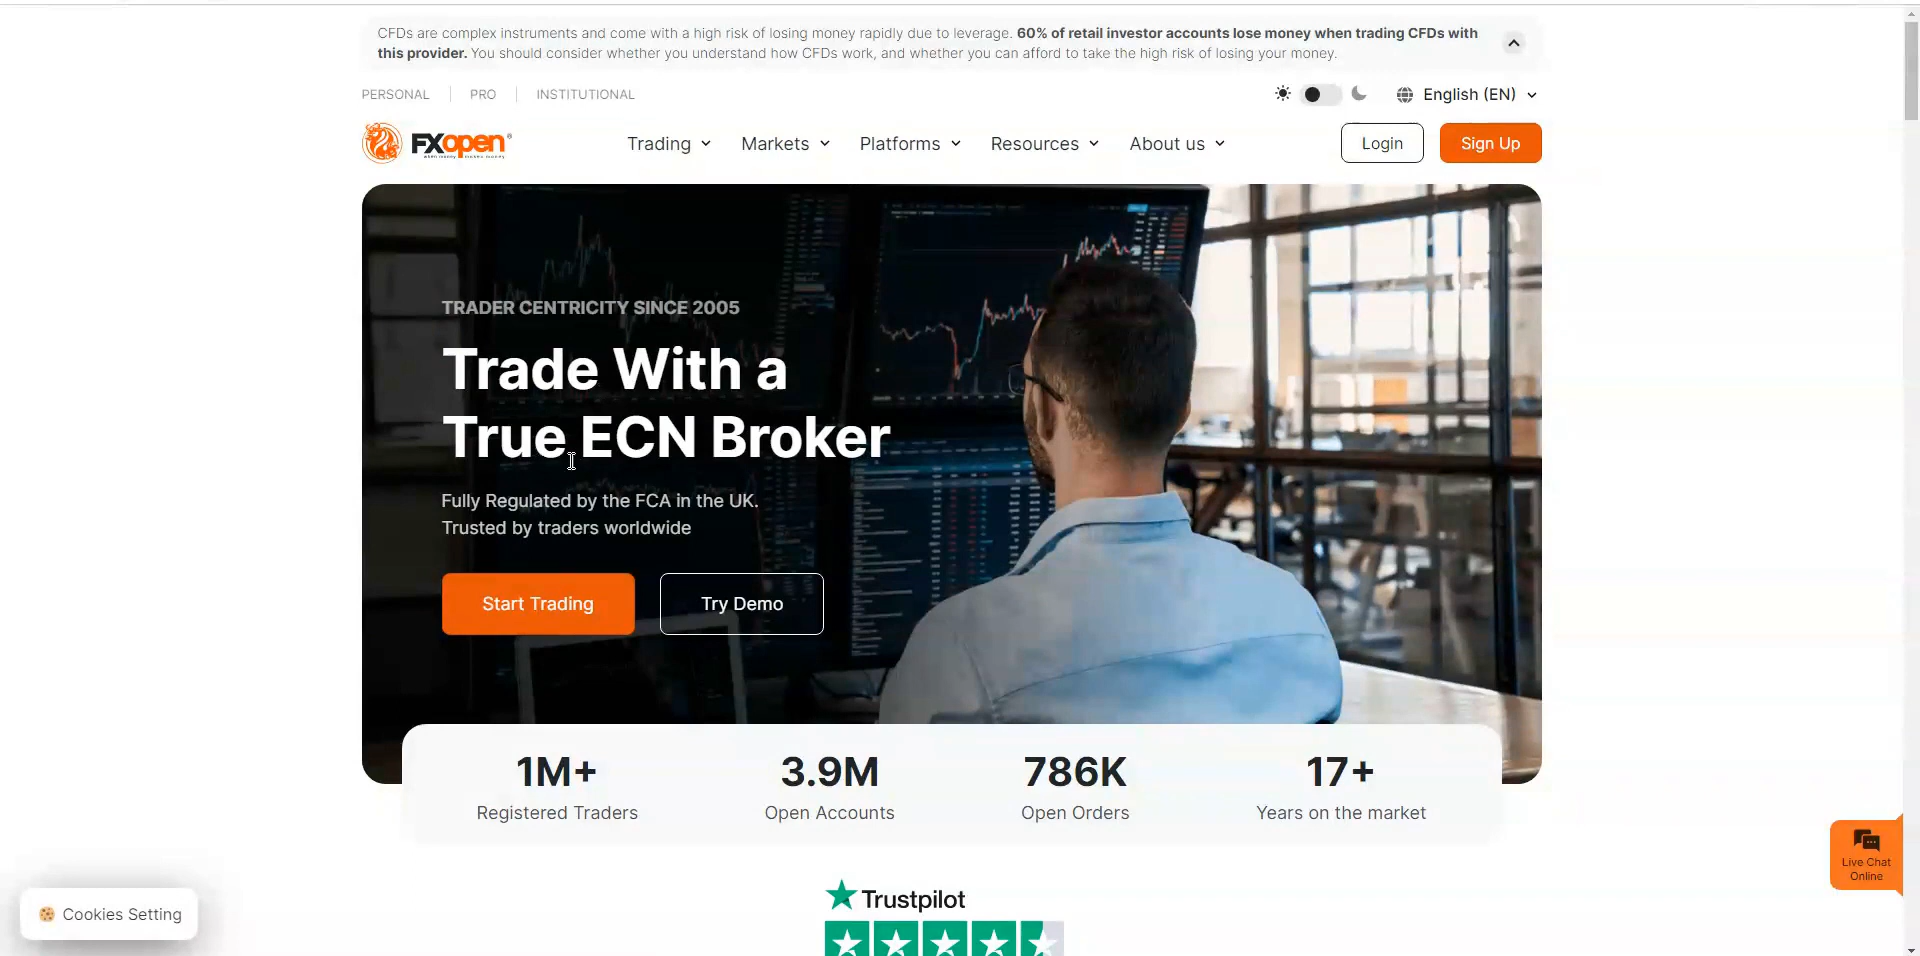 CFDs are complex instruments and come with a high risk of losing money rapidly due to leverage. 60% of retail investor accounts lose money when trading CFDs with
this provider. You should consider whether you understand how CFDs work, and whether you can afford to take the high risk of losing your money.
PERSONAL PRO INSTITUTIONAL
English (EN)
FXopen®
when money makes money
Trading Markets Platforms Resources About us
Login Sign Up
TRADER CENTRICITY SINCE 2005
Trade With a
True ECN Broker
Fully Regulated by the FCA in the UK.
Trusted by traders worldwide
Start Trading Try Demo
1M+ 3.9M 786K 17+
Registered Traders Open Accounts Open Orders Years on the market
Live Chat
Online
Trustpilot
Cookies Setting